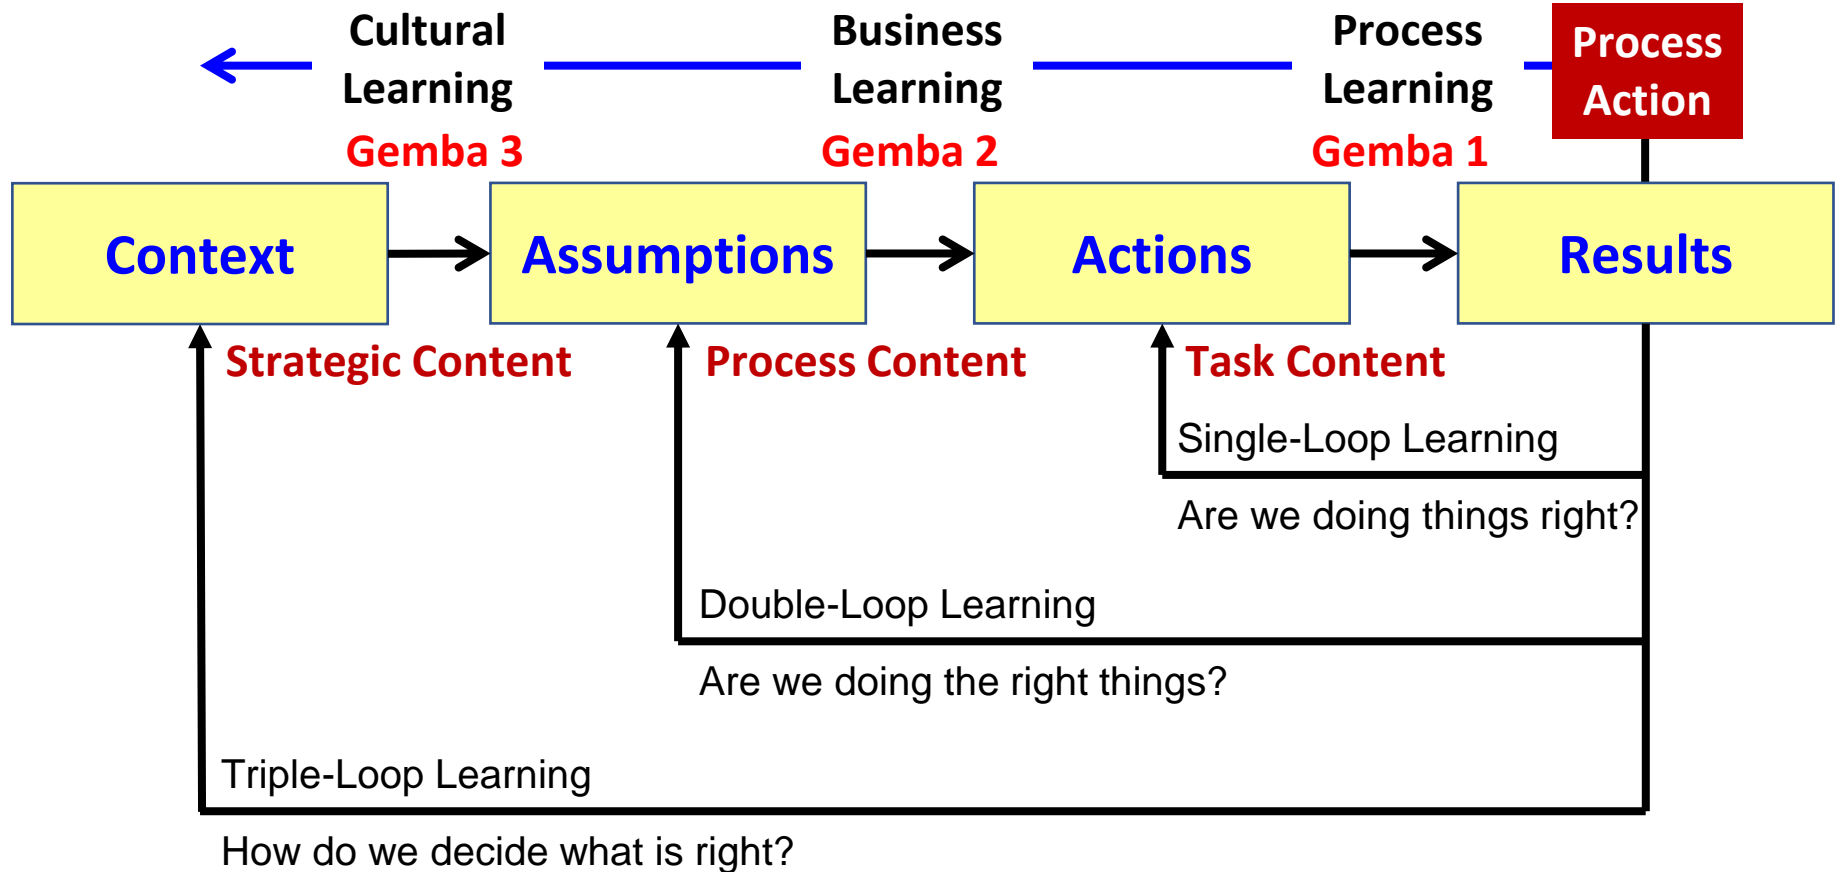 Cultural
Learning
Gemba 3
Business
Learning
Gemba 2
Process
Learning
Gemba 1
Process
Action
Context
Assumptions
Actions
Results
Strategic Content
Process Content
Task Content
Single-Loop Learning
Are we doing things right?
Double-Loop Learning
Are we doing the right things?
Triple-Loop Learning
How do we decide what is right?